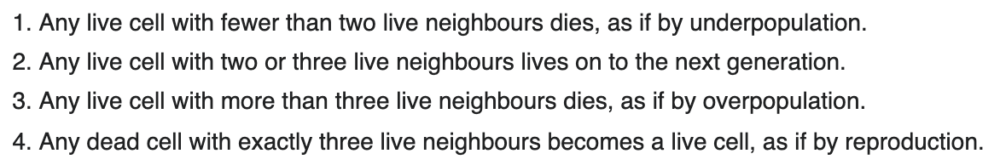 1. Any live cell with fewer than two live neighbours dies, as if by underpopulation.
2. Any live cell with two or three live neighbours lives on to the next generation.
3. Any live cell with more than three live neighbours dies, as if by overpopulation.
4. Any dead cell with exactly three live neighbours becomes a live cell, as if by reproduction.